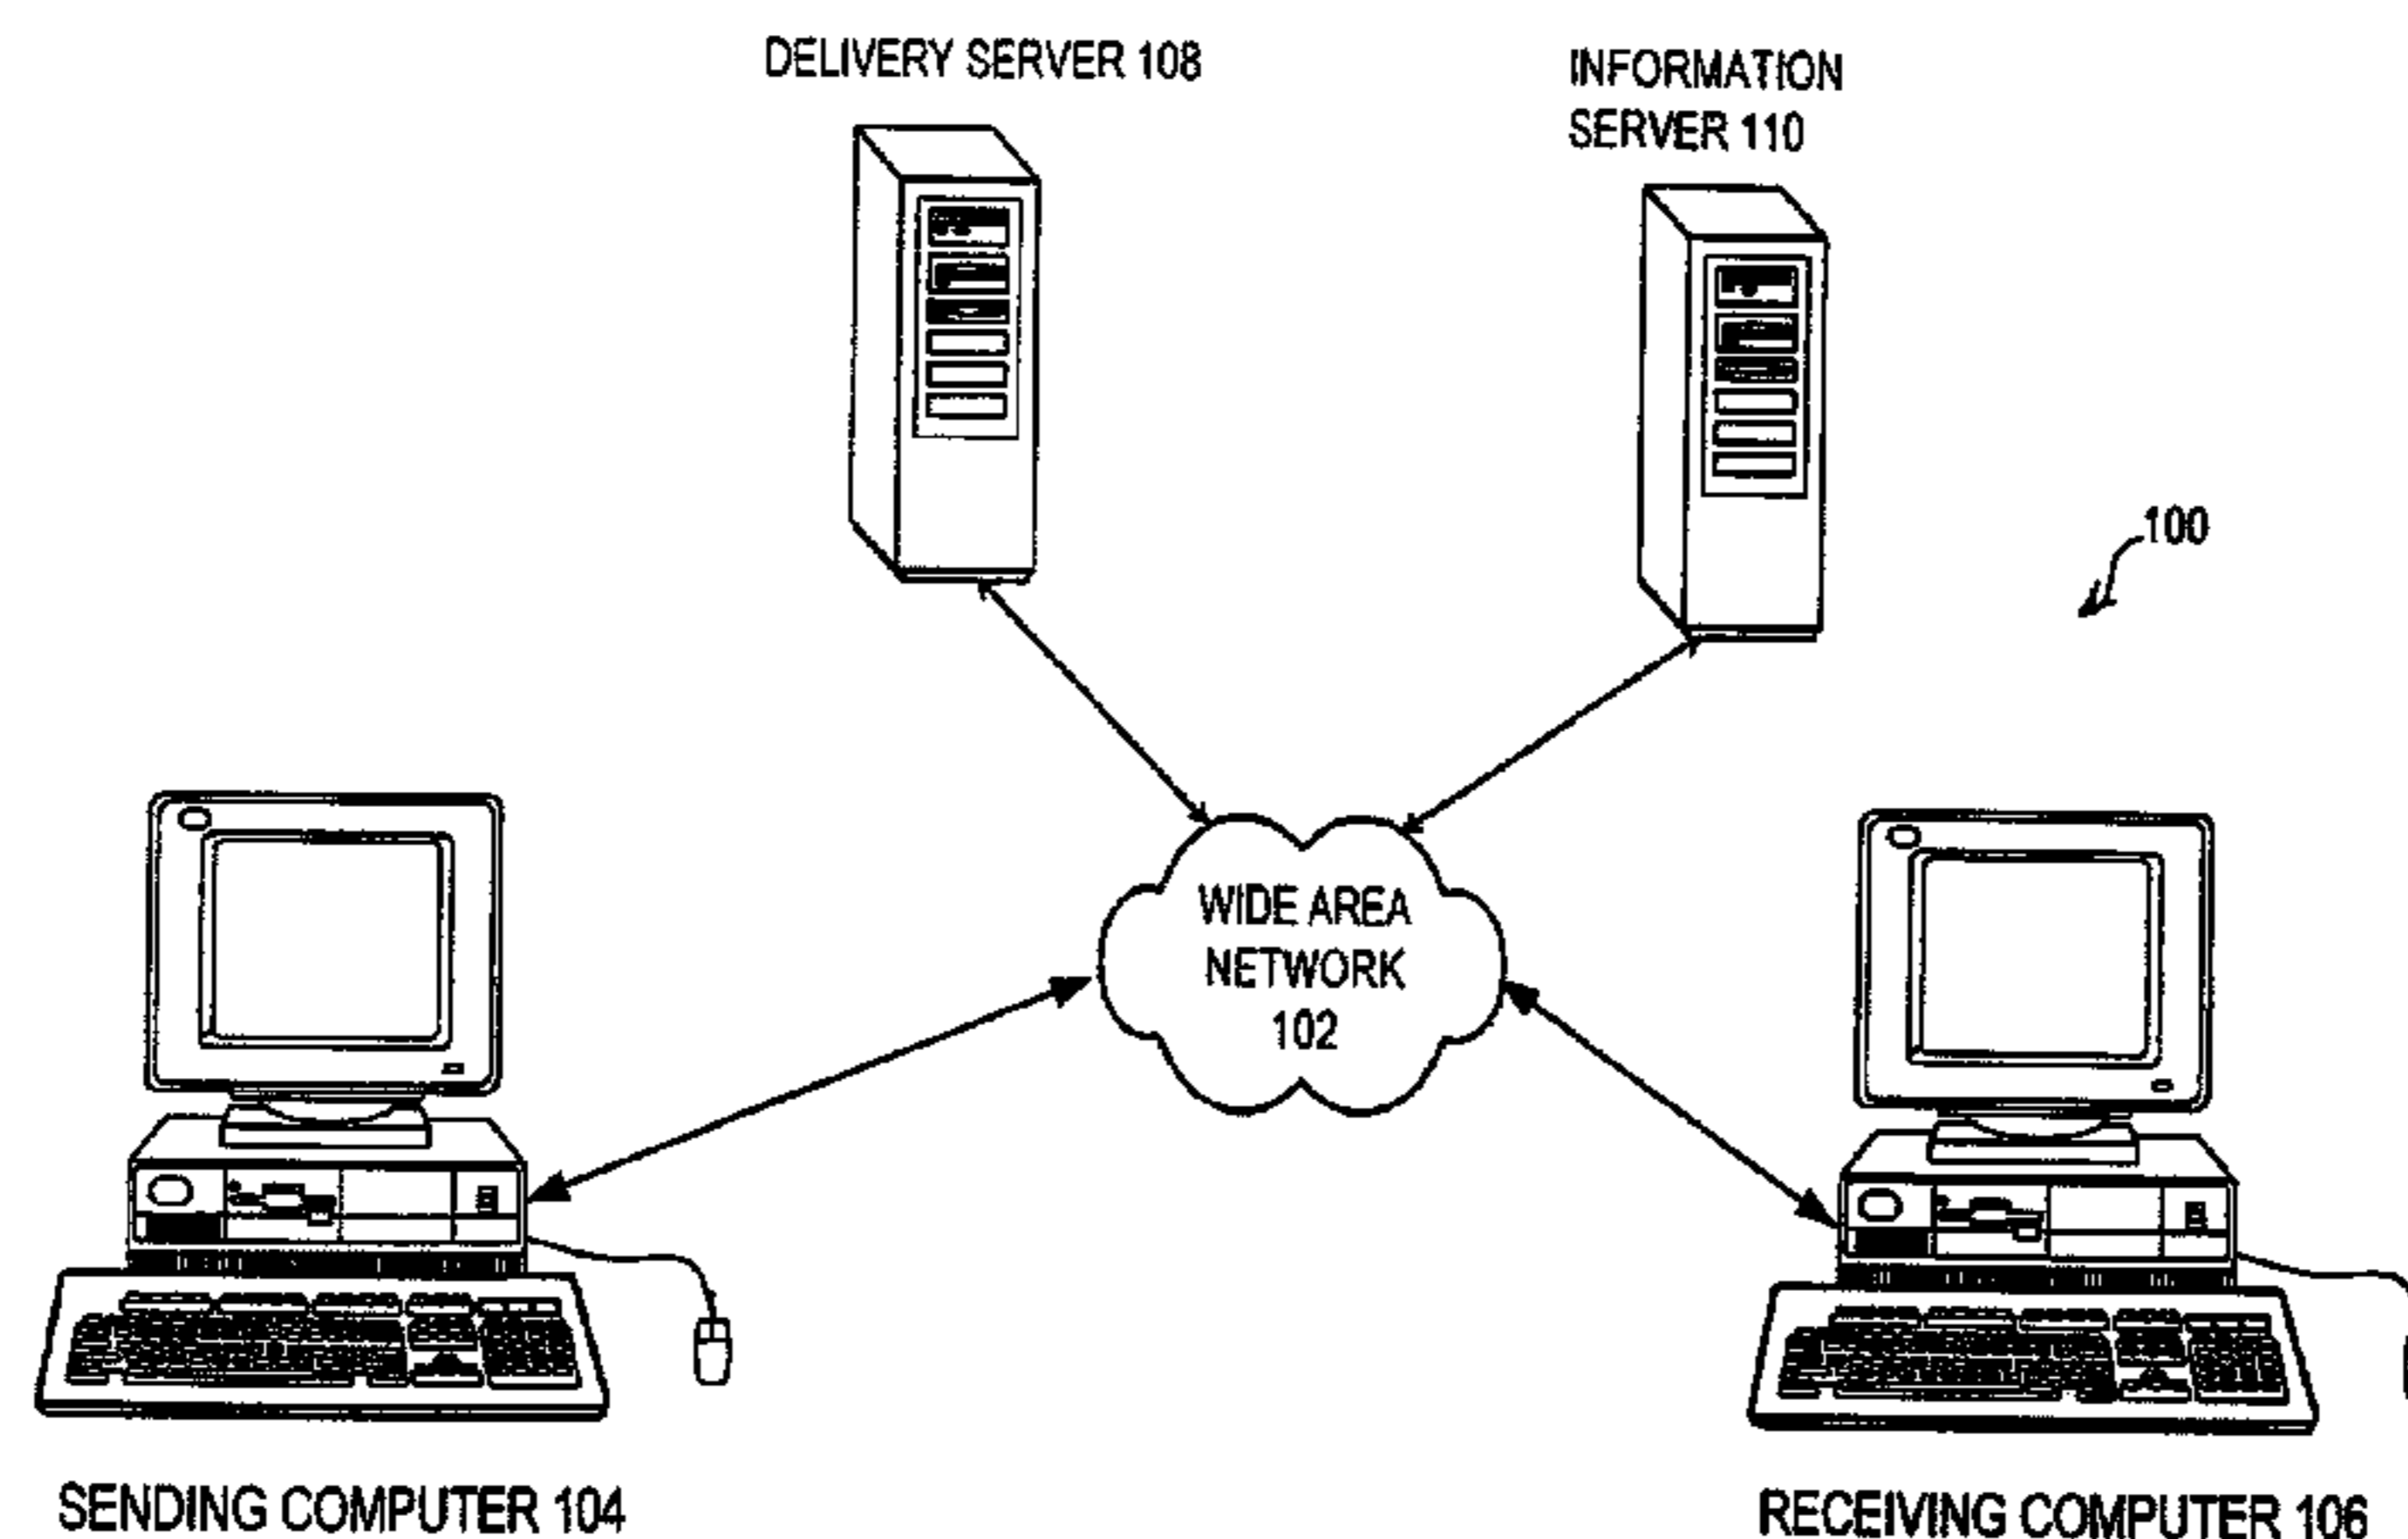 DELIVERY SERVER 108
INFORMATION
SERVER 110
100
WIDE AREA
NETWORK
102
SENDING COMPUTER 104
RECEIVING COMPUTER 106